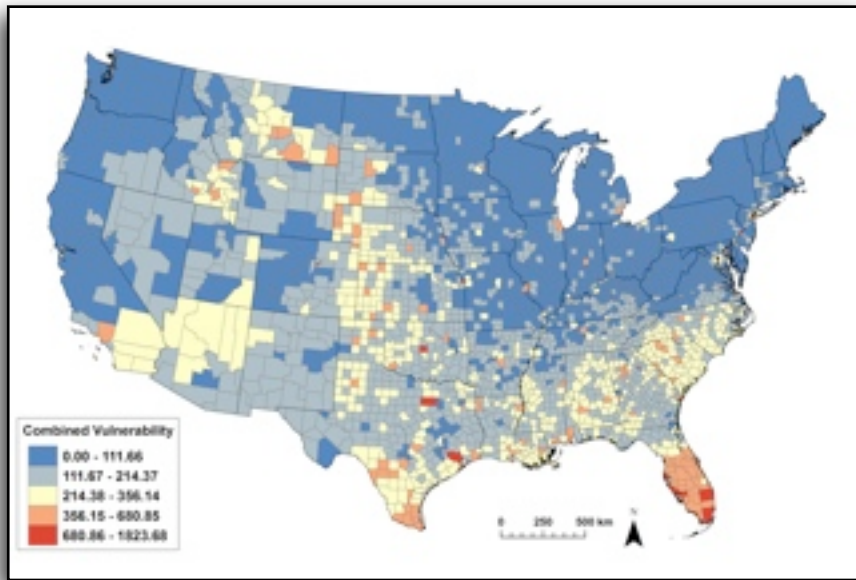 Combined Vulnerability
0.00 - 111.66
111.67 - 214.37
214.38 - 356.14
356.15 - 680.85
680.86 - 1823.68
0 250 500 km
N